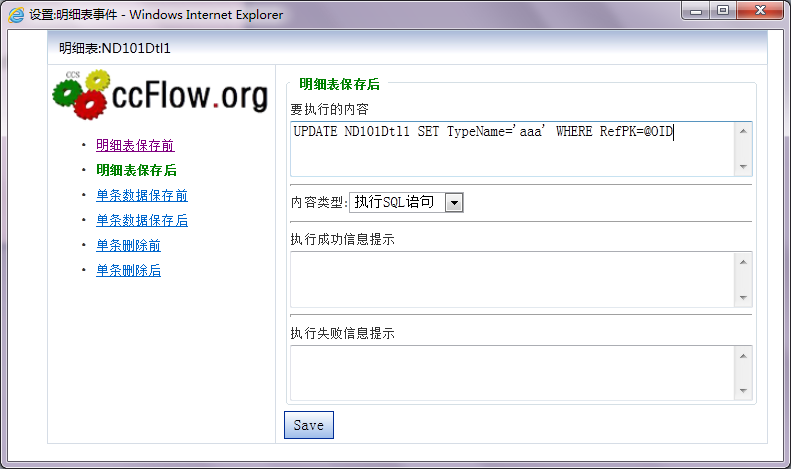 设置:明细表事件 - Windows Internet Explorer
明细表:ND101Dtl1
CCS
ccFlow.org
明细表保存前
明细表保存后
单条数据保存前
单条数据保存后
单条删除前
单条删除后
明细表保存后
要执行的内容
UPDATE ND101Dtl1 SET TypeName='aaa' WHERE RefPK=@OID
内容类型:执行SQL语句
执行成功信息提示
执行失败信息提示
Save